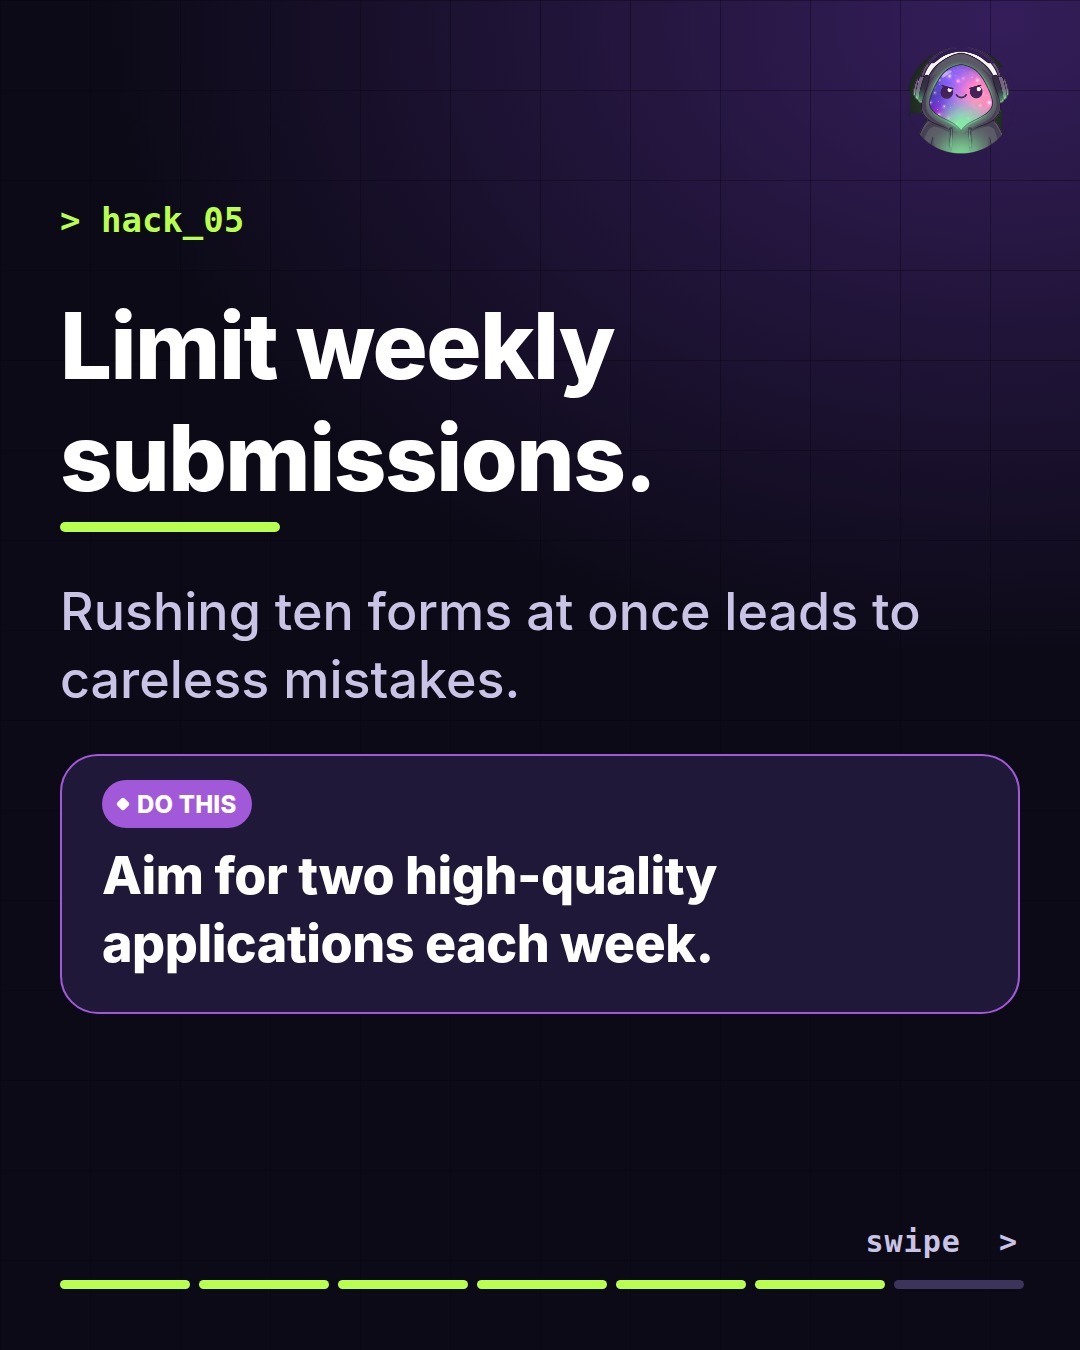 > hack_05
Limit weekly
submissions.
Rushing ten forms at once leads to
careless mistakes.
DO THIS
Aim for two high-quality
applications each week.
swipe >